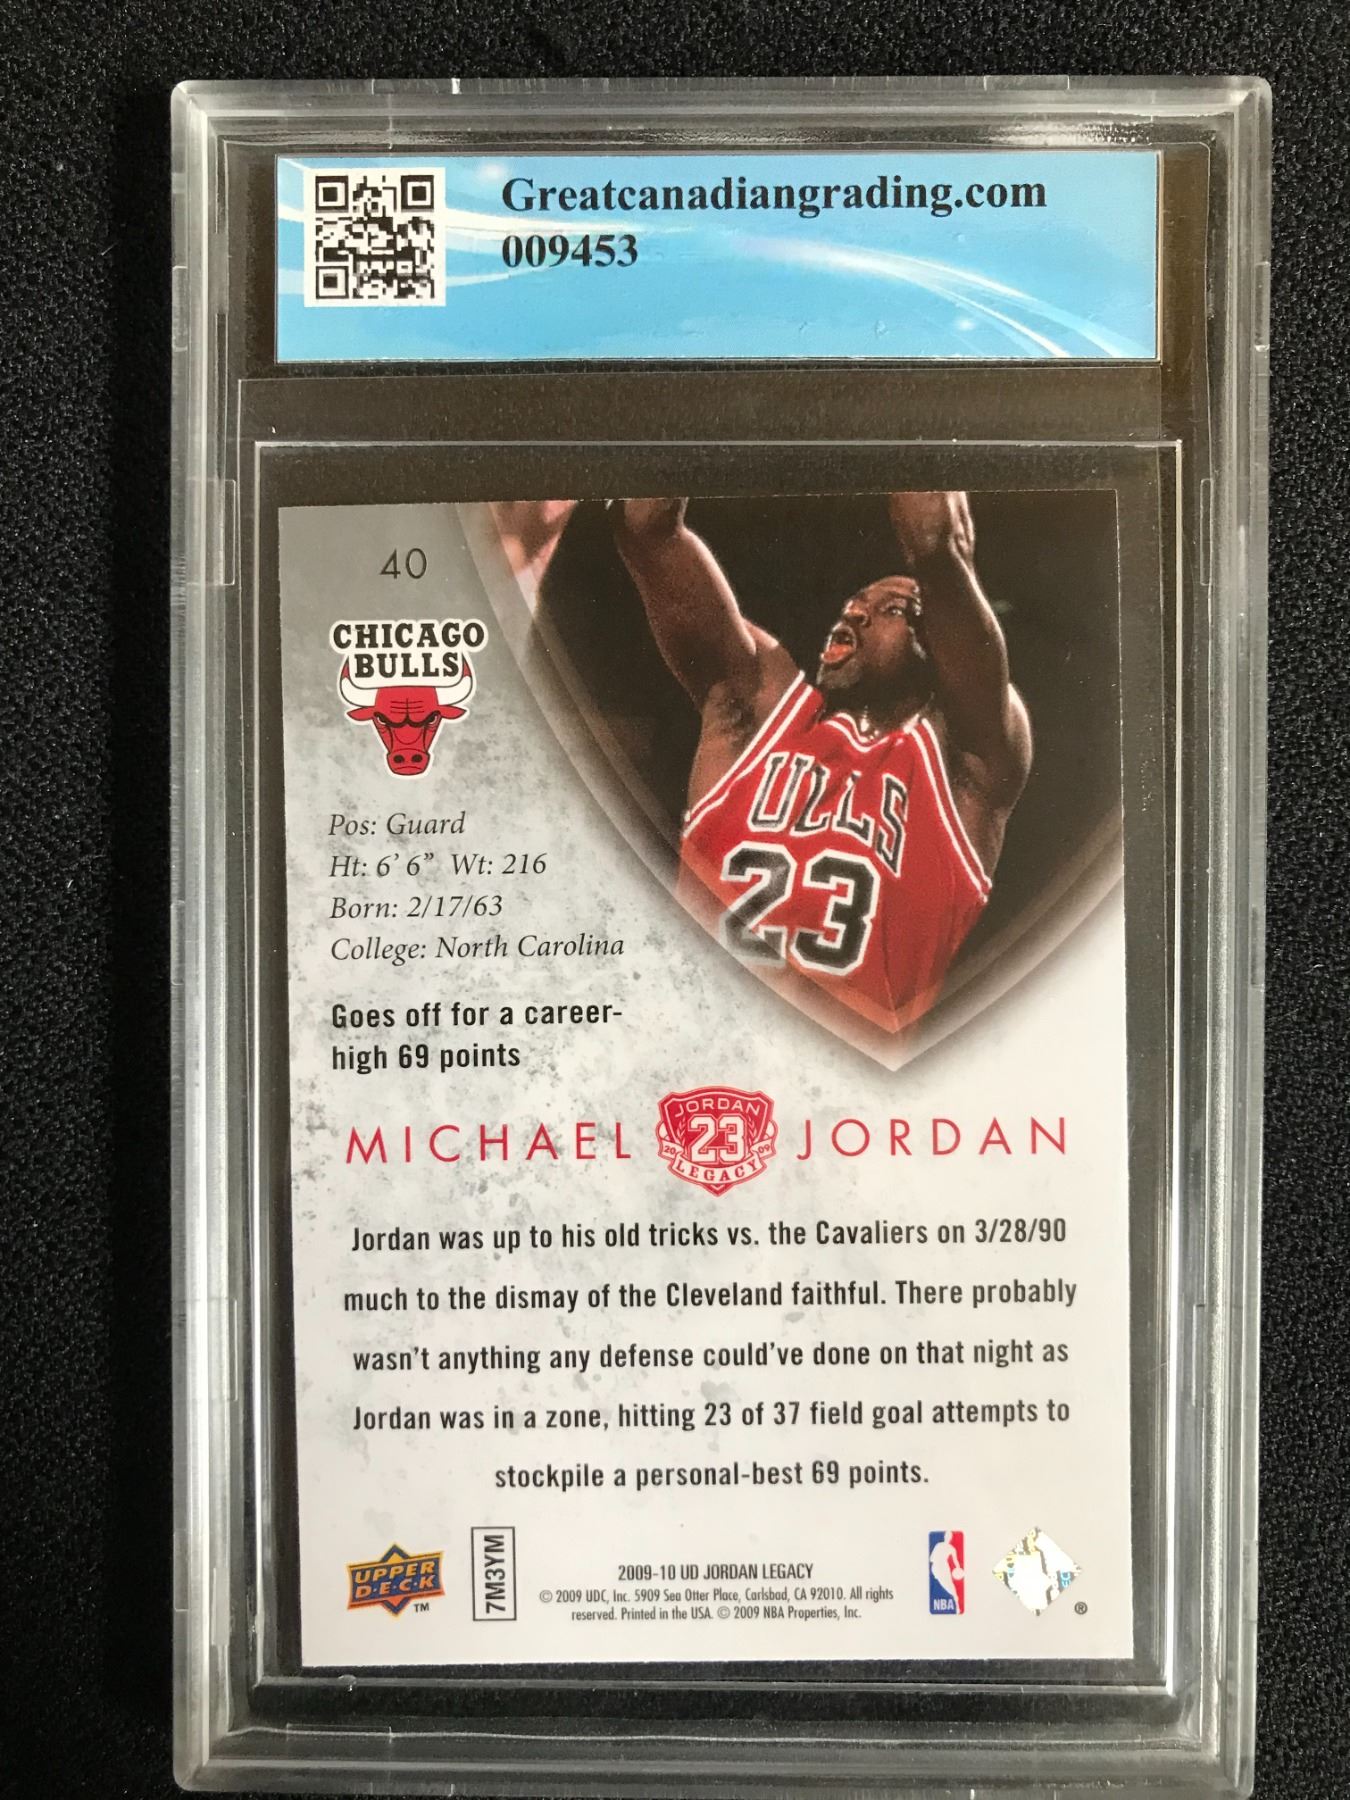 Greatcanadiangrading.com
009453
40
CHICAGO
BULLS
Pos: Guard
Ht: 6' 6” Wt: 216
Born: 2/17/63
College: North Carolina
ULLS
23
Goes off for a career-
high 69 points
MICHAEL JORDAN
JORDAN
23
20 09
LEGACY
Jordan was up to his old tricks vs. the Cavaliers on 3/28/90
much to the dismay of the Cleveland faithful. There probably
wasn't anything any defense could've done on that night as
Jordan was in a zone, hitting 23 of 37 field goal attempts to
stockpile a personal-best 69 points.
UPPER
D·E·C·K
TM
7M3YM
2009-10 UD JORDAN LEGACY
© 2009 UDC, Inc. 5909 Sea Otter Place, Carlsbad, CA 92010. All rights
reserved. Printed in the USA. © 2009 NBA Properties, Inc.
NBA
®